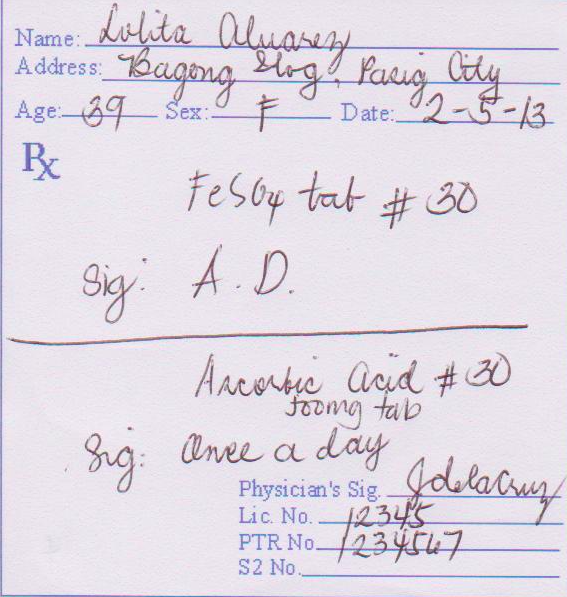 Name: Lolita Alvarez
Address: Bagong Ilog, Pasig City
Age: 39 Sex: F Date: 2-5-13
Rx
FeSO4 tab # 30
Sig: A.D.
Ascorbic Acid # 30
500mg tab
Sig: Once a day
Physician's Sig. JdelaCruz
Lic. No. 12345
PTR No. 1234567
S2 No.